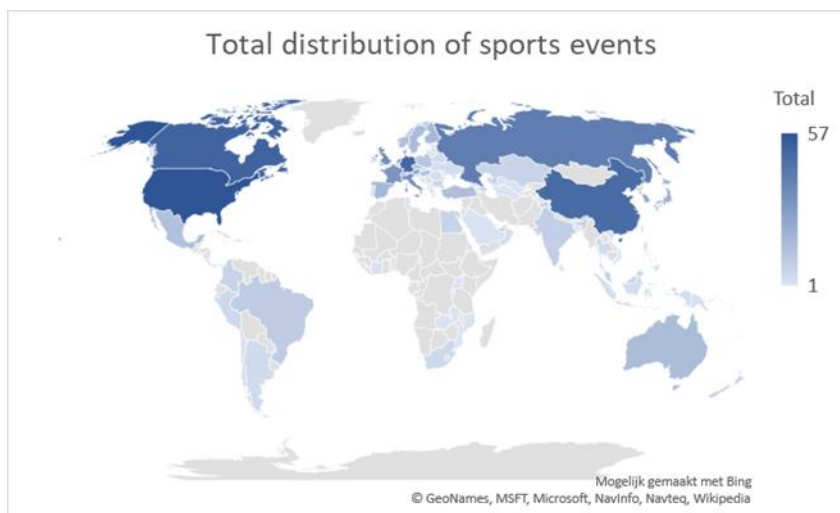 Total distribution of sports events
Total
57
1
Mogelijk gemaakt met Bing
© GeoNames, MSFT, Microsoft, NavInfo, Navteq, Wikipedia